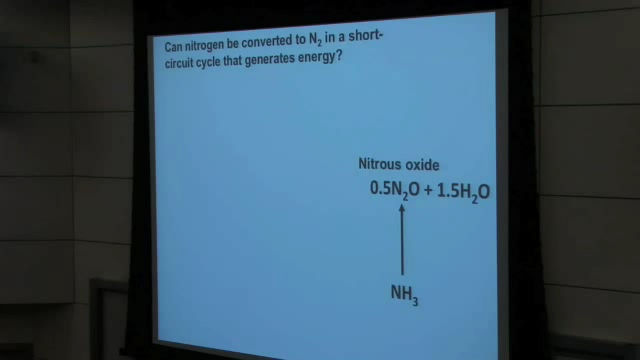 Can nitrogen be converted to N₂ in a short-
circuit cycle that generates energy?
Nitrous oxide
0.5N₂O + 1.5H₂O
NH₃